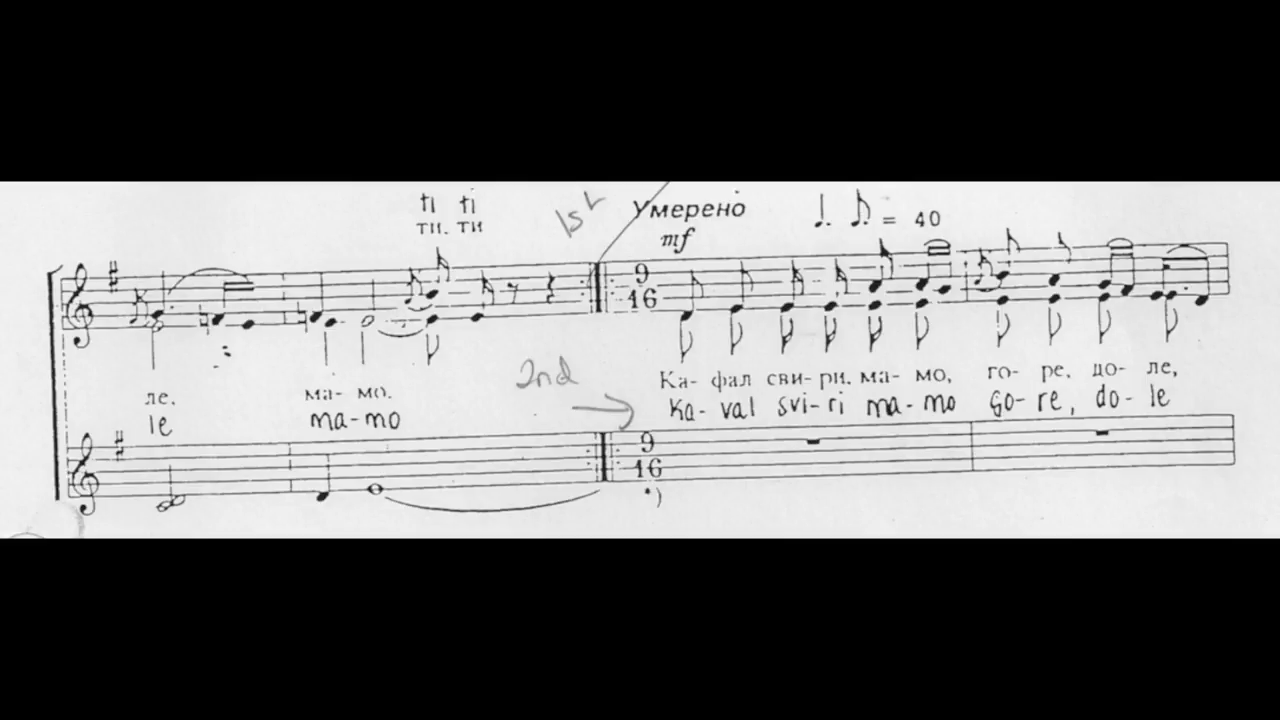 ti ti
ти. ти
1st
Умерено
= 40
mf
9
16
2nd
ле, ма- мо.
le ma-mo
Ка- фал сви- ри, ма- мо, го- ре, до- ле,
Ka- val svi- ri ma- mo Go- re, do- le
9
16
*)